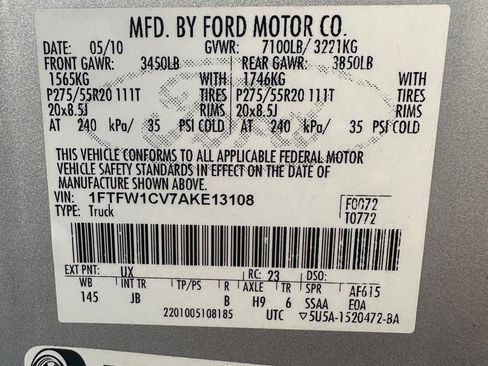 MFD. BY FORD MOTOR CO.
DATE: 05/10 GVWR: 7100LB/ 3221KG
FRONT GAWR: 3450LB REAR GAWR: 3850LB
1565KG WITH 1746KG WITH
P275/55R20 111T TIRES P275/55R20 111T TIRES
20x8.5J RIMS 20x8.5J RIMS
AT 240 kPa/ 35 PSI COLD AT 240 kPa/ 35 PSI COLD
THIS VEHICLE CONFORMS TO ALL APPLICABLE FEDERAL MOTOR
VEHICLE SAFETY STANDARDS IN EFFECT ON THE DATE OF
MANUFACTURE SHOWN ABOVE.
VIN: 1FTFW1CV7AKE13108 F0072
TYPE: Truck T0772
EXT PNT: UX RC: 23 DSO:
WB INT TR TP/PS R AXLE TR SPR AF615
145 JB B H9 6 SSAA E0A
2201005108185 UTC ▽5U5A-1520472-BA